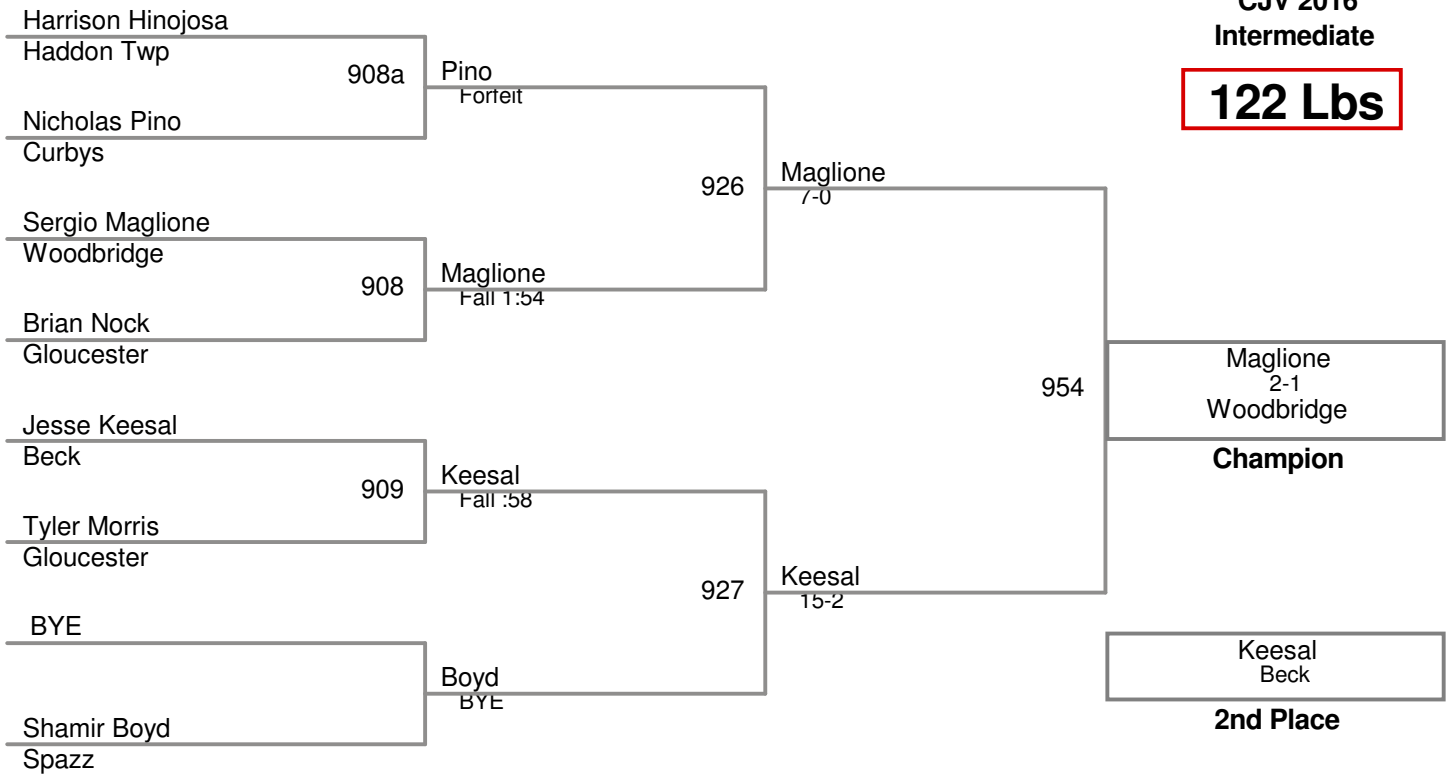 CJV 2016
Intermediate
122 Lbs
Harrison Hinojosa
Haddon Twp
908a
Pino
Forfeit
Nicholas Pino
Curbys
926
Maglione
7-0
Sergio Maglione
Woodbridge
908
Maglione
Fall 1:54
Brian Nock
Gloucester
954
Maglione
2-1
Woodbridge
Champion
Jesse Keesal
Beck
909
Keesal
Fall :58
Tyler Morris
Gloucester
927
Keesal
15-2
BYE
Boyd
BYE
Shamir Boyd
Spazz
Keesal
Beck
2nd Place